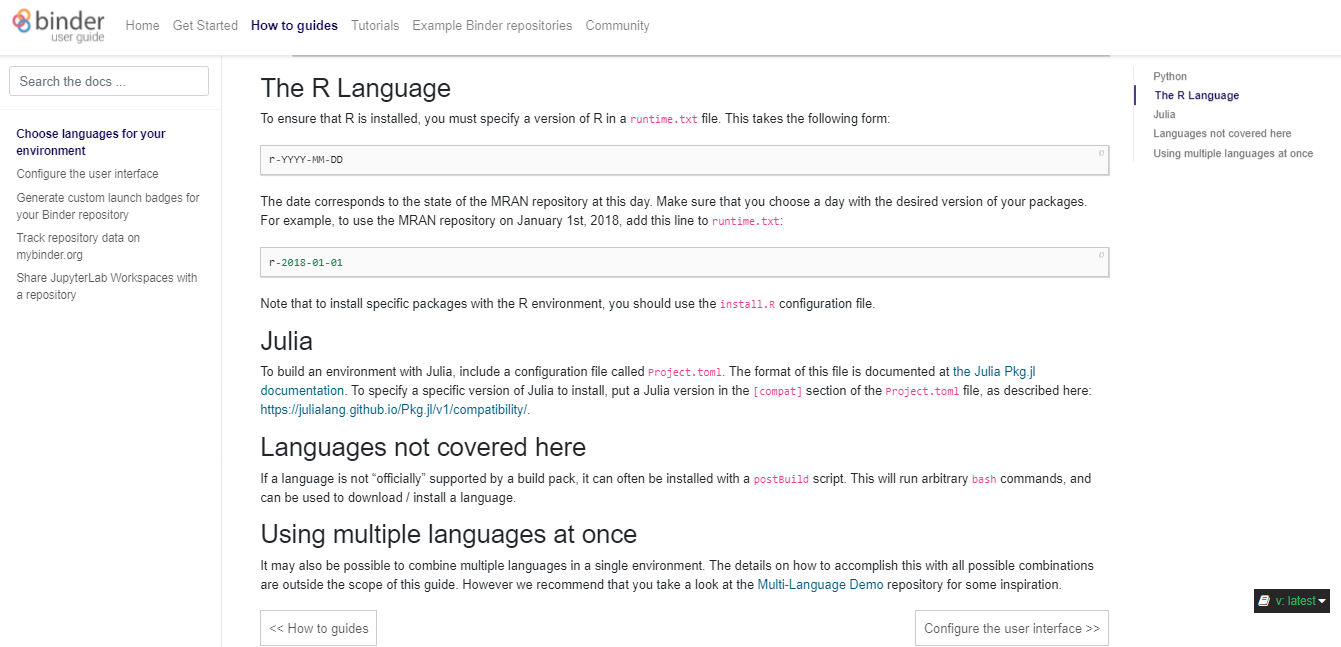 binder
user guide
Home Get Started How to guides Tutorials Example Binder repositories Community
Search the docs ...
Choose languages for your
environment
Configure the user interface
Generate custom launch badges for
your Binder repository
Track repository data on
mybinder.org
Share JupyterLab Workspaces with
a repository
The R Language
To ensure that R is installed, you must specify a version of R in a runtime.txt file. This takes the following form:
r-YYYY-MM-DD
The date corresponds to the state of the MRAN repository at this day. Make sure that you choose a day with the desired version of your packages.
For example, to use the MRAN repository on January 1st, 2018, add this line to runtime.txt:
r-2018-01-01
Note that to install specific packages with the R environment, you should use the install.R configuration file.
Julia
To build an environment with Julia, include a configuration file called Project.toml. The format of this file is documented at the Julia Pkg.jl
documentation. To specify a specific version of Julia to install, put a Julia version in the [compat] section of the Project.toml file, as described here:
https://julialang.github.io/Pkg.jl/v1/compatibility/.
Languages not covered here
If a language is not “officially” supported by a build pack, it can often be installed with a postBuild script. This will run arbitrary bash commands, and
can be used to download / install a language.
Using multiple languages at once
It may also be possible to combine multiple languages in a single environment. The details on how to accomplish this with all possible combinations
are outside the scope of this guide. However we recommend that you take a look at the Multi-Language Demo repository for some inspiration.
<< How to guides
Configure the user interface >>
Python
The R Language
Julia
Languages not covered here
Using multiple languages at once
v: latest